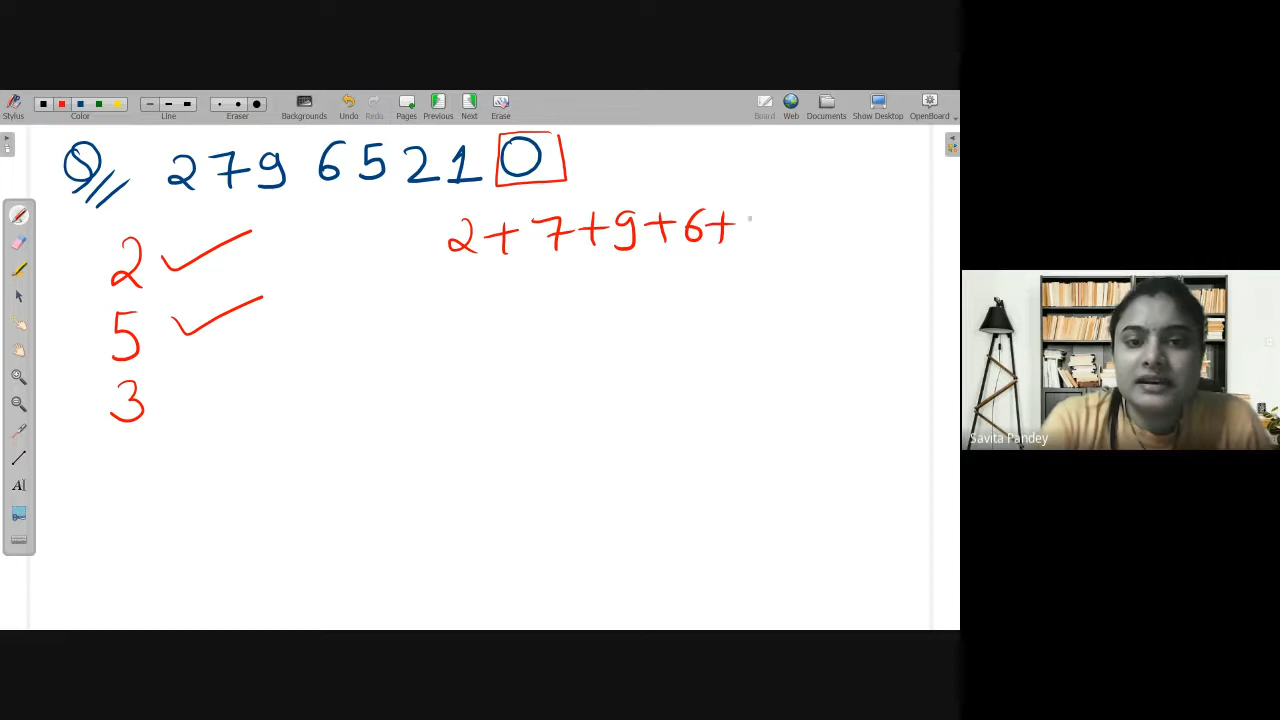 Stylus
Color
Line
Eraser
Backgrounds
Undo
Redo
Pages
Previous
Next
Erase
Board
Web
Documents
Show Desktop
OpenBoard
Q// 279 65210
2 ✓
2+7+9+6+
5 ✓
3
Savita Pandey